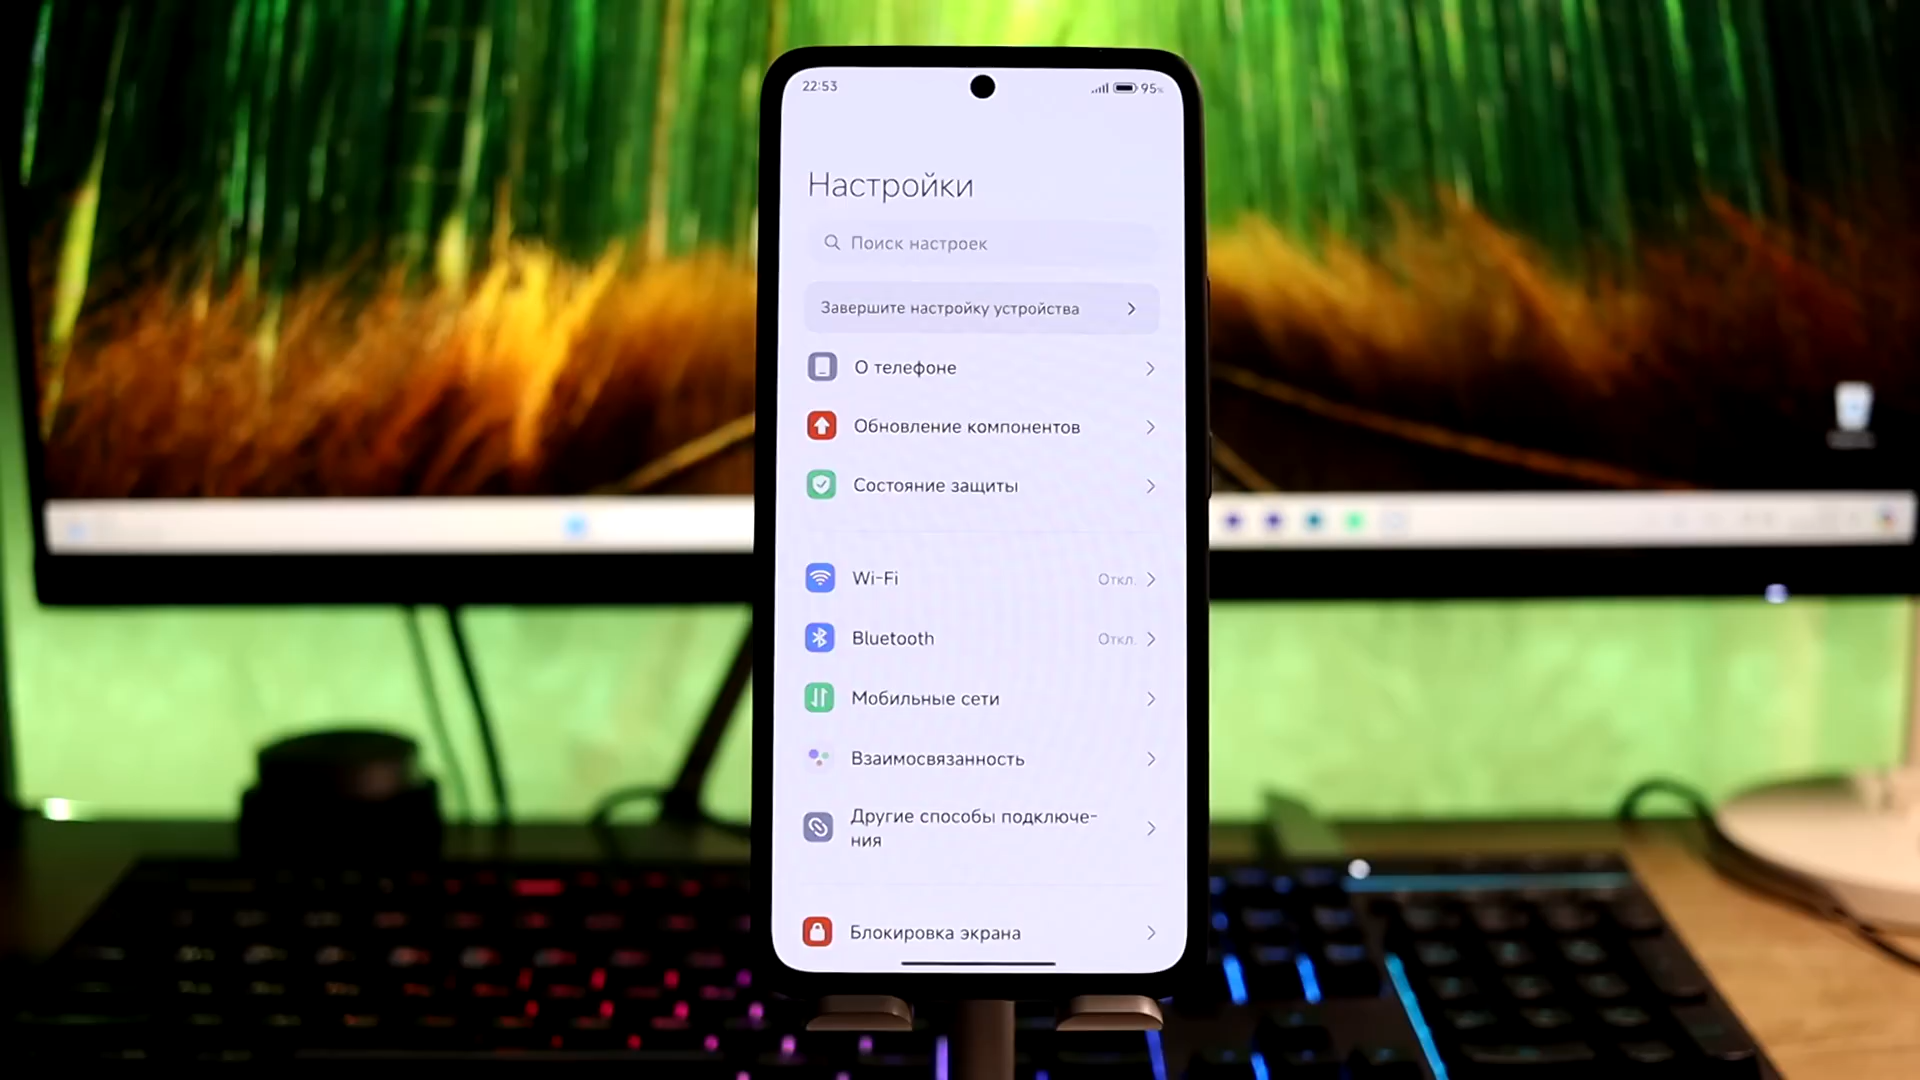 22:53
95%
Настройки
Поиск настроек
Завершите настройку устройства
О телефоне
Обновление компонентов
Состояние защиты
Wi-Fi
Откл.
Bluetooth
Откл.
Мобильные сети
Взаимосвязанность
Другие способы подключе-
ния
Блокировка экрана